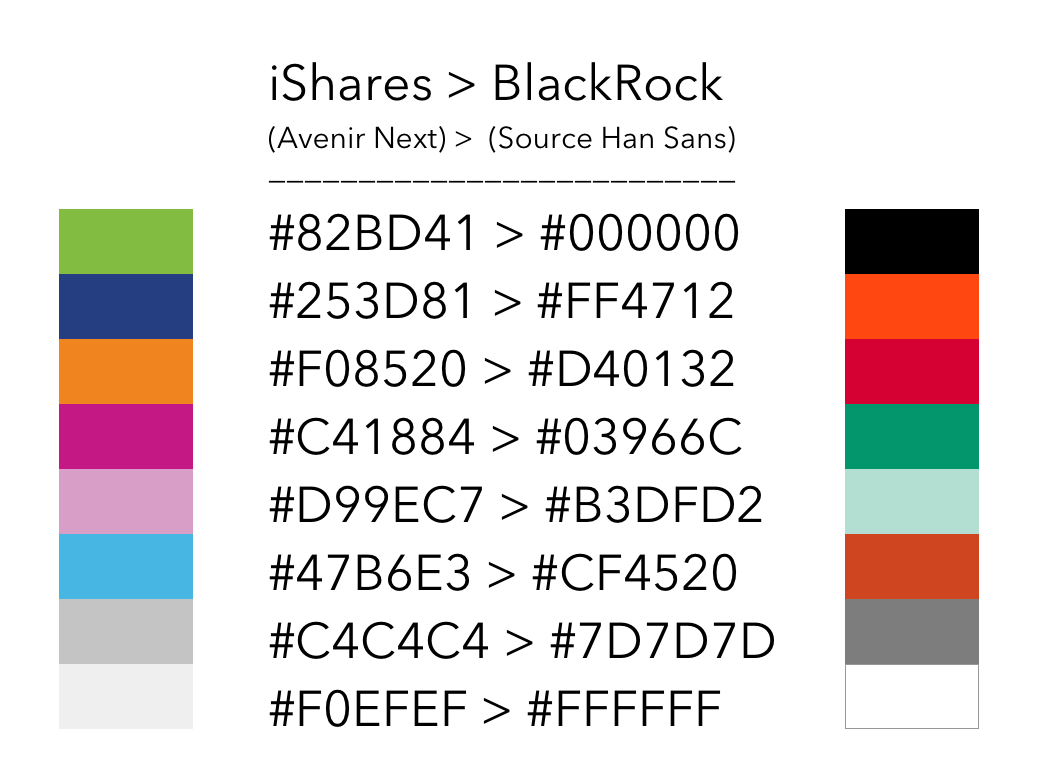 iShares > BlackRock
(Avenir Next) > (Source Han Sans)
__________________________
#82BD41 > #000000
#253D81 > #FF4712
#F08520 > #D40132
#C41884 > #03966C
#D99EC7 > #B3DFD2
#47B6E3 > #CF4520
#C4C4C4 > #7D7D7D
#F0EFEF > #FFFFFF